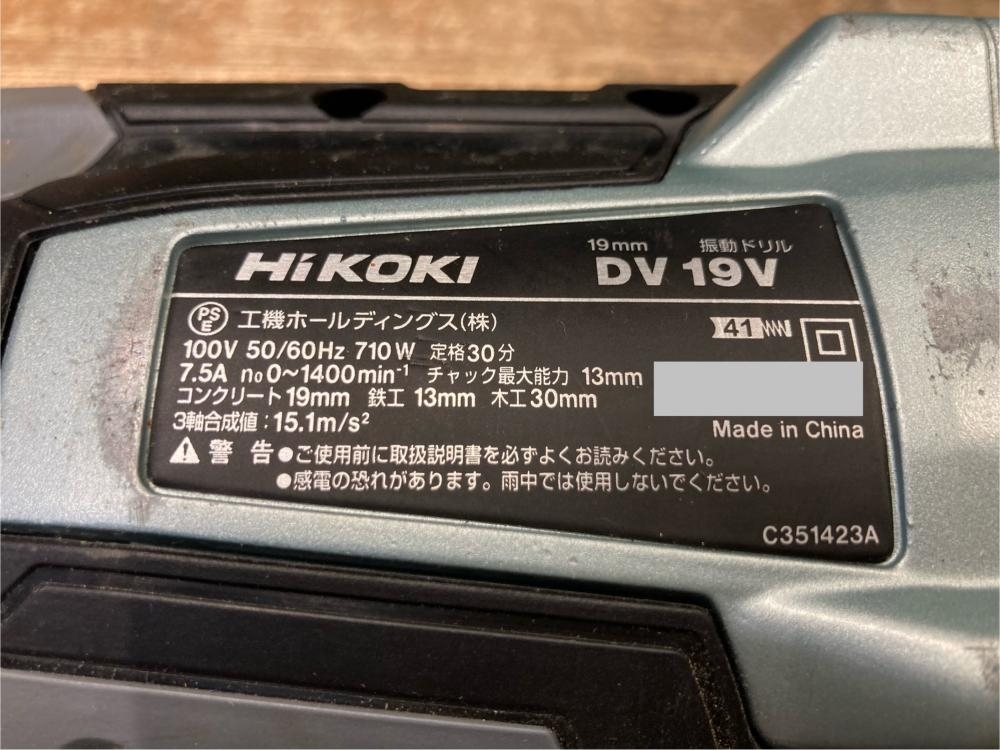 19mm 振動ドリル
HiKOKI DV 19V
PS E 工機ホールディングス(株) 41
100V 50/60Hz 710W 定格30分
7.5A n₀0~1400min⁻¹ チャック最大能力 13mm
コンクリート19mm 鉄工 13mm 木工30mm
3軸合成値:15.1m/s²
Made in China
警 告 ●ご使用前に取扱説明書を必ずよくお読みください。
●感電の恐れがあります。雨中では使用しないでください。
C351423A